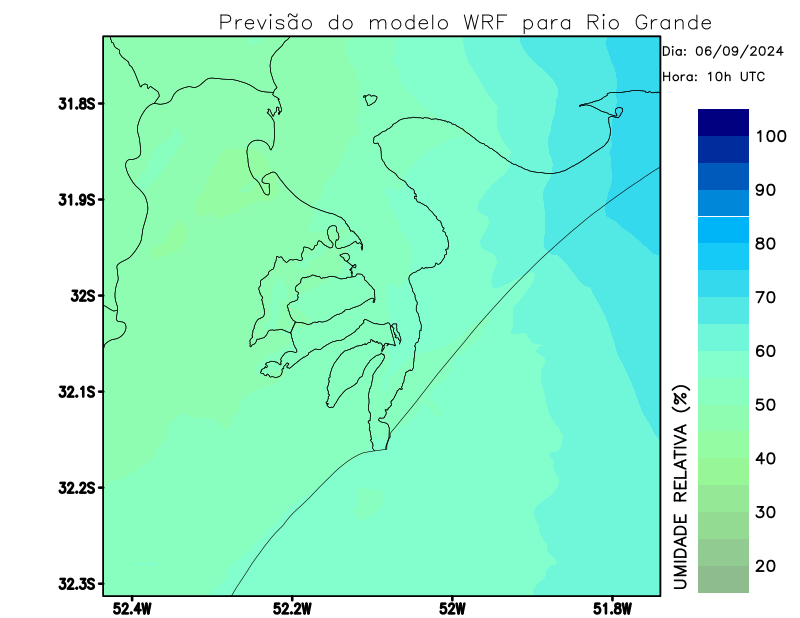 Previsão do modelo WRF para Rio Grande
Dia: 06/09/2024
Hora: 10h UTC
31.8S
31.9S
32S
32.1S
32.2S
32.3S
52.4W
52.2W
52W
51.8W
100
90
80
70
60
50
40
30
20
UMIDADE RELATIVA (%)